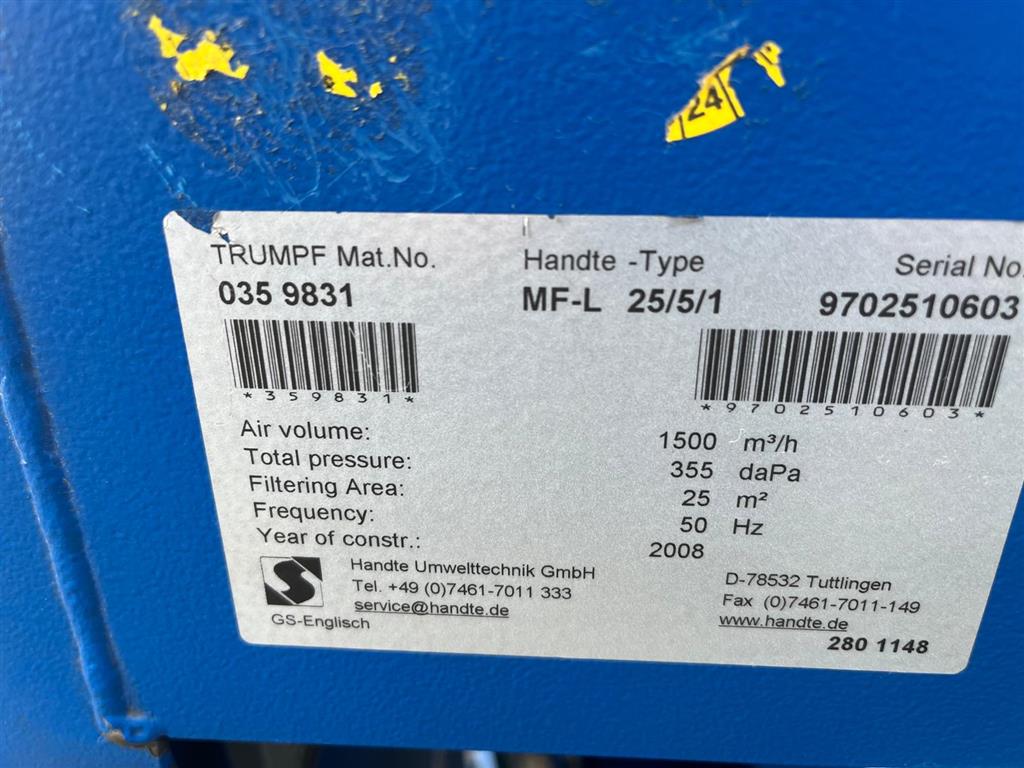 24
TRUMPF Mat.No. Handte -Type Serial No.
035 9831 MF-L 25/5/1 9702510603
*359831* *9702510603*
Air volume: 1500 m³/h
Total pressure: 355 daPa
Filtering Area: 25 m²
Frequency: 50 Hz
Year of constr.: 2008
Handte Umwelttechnik GmbH D-78532 Tuttlingen
Tel. +49 (0)7461-7011 333 Fax (0)7461-7011-149
service@handte.de www.handte.de
GS-Englisch 280 1148